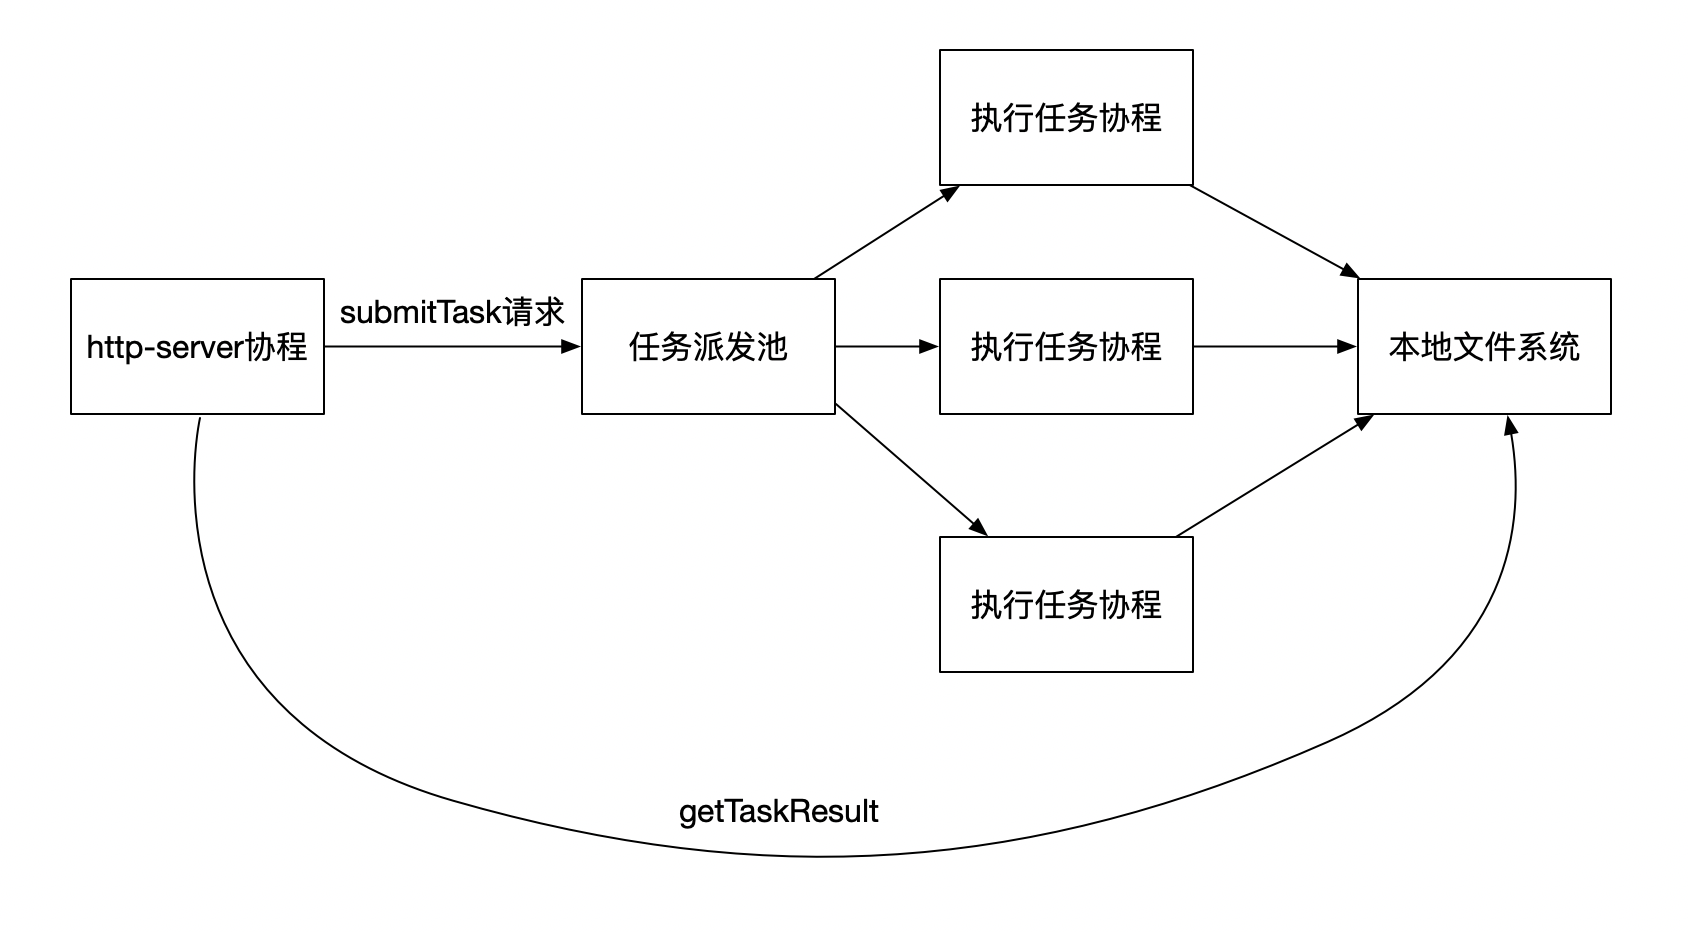 执行任务协程
http-server协程
submitTask请求
任务派发池
执行任务协程
本地文件系统
执行任务协程
getTaskResult